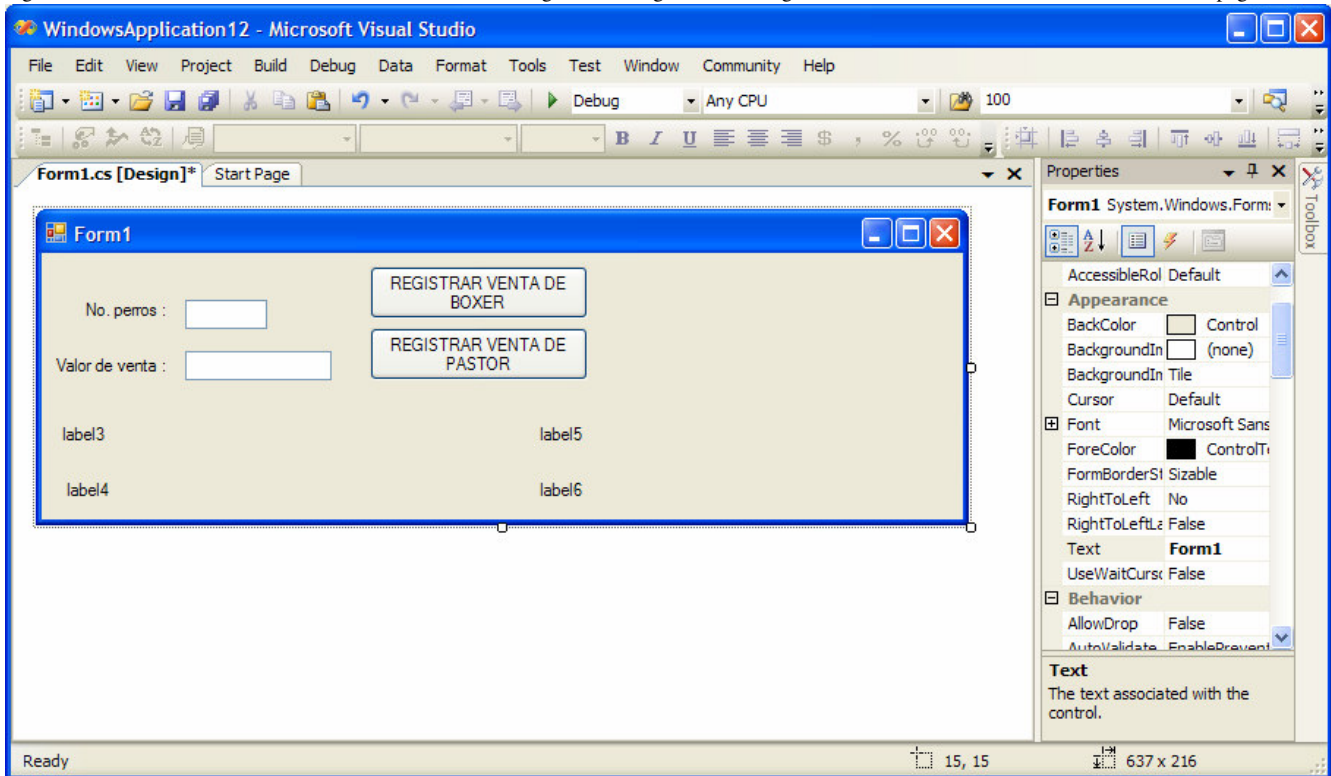 WindowsApplication12 - Microsoft Visual Studio
File Edit View Project Build Debug Data Format Tools Test Window Community Help
Debug Any CPU 100
B I U $ , %
Form1.cs [Design]* Start Page
Form1
No. perros :
REGISTRAR VENTA DE
BOXER
Valor de venta :
REGISTRAR VENTA DE
PASTOR
label3 label5
label4 label6
Properties
Form1 System.Windows.Form
Toolbox
AccessibleRol Default
Appearance
BackColor Control
BackgroundIn (none)
BackgroundIn Tile
Cursor Default
Font Microsoft Sans
ForeColor ControlT
FormBorderSt Sizable
RightToLeft No
RightToLeftLa False
Text Form1
UseWaitCurso False
Behavior
AllowDrop False
AutoValidate EnablePrevent
Text
The text associated with the
control.
Ready 15, 15 637 x 216